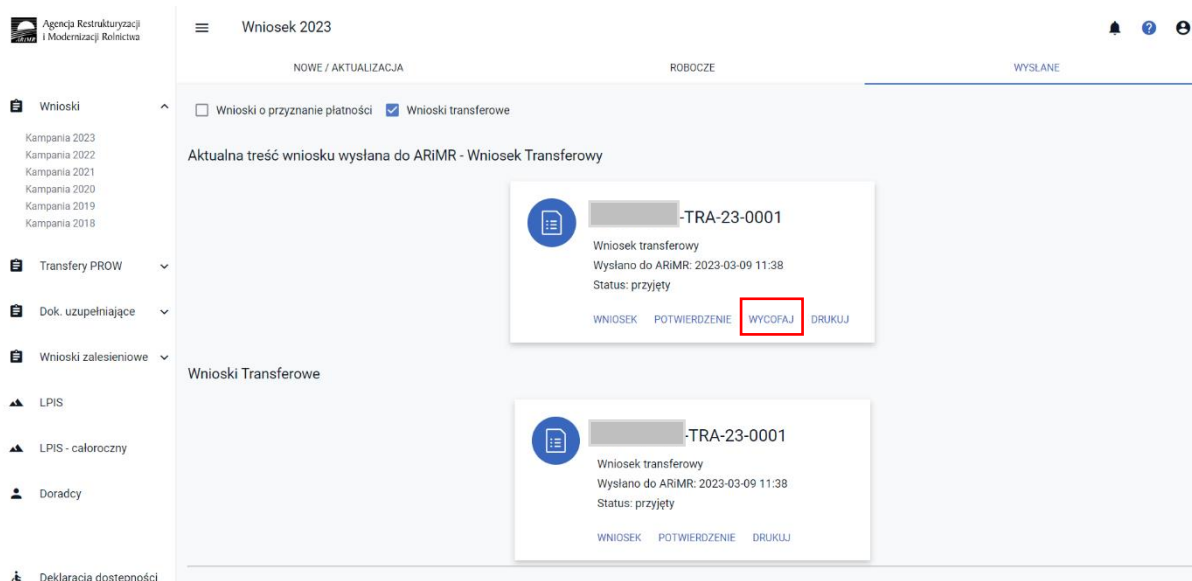 Agencja Restrukturyzacji
i Modernizacji Rolnictwa
ARiMR
Wniosek 2023
NOWE / AKTUALIZACJA
ROBOCZE
WYSŁANE
Wnioski
Kampania 2023
Kampania 2022
Kampania 2021
Kampania 2020
Kampania 2019
Kampania 2018
Transfery PROW
Dok. uzupełniające
Wnioski zalesieniowe
LPIS
LPIS - całoroczny
Doradcy
Deklaracja dostępności
Wnioski o przyznanie płatności
Wnioski transferowe
Aktualna treść wniosku wysłana do ARiMR - Wniosek Transferowy
-TRA-23-0001
Wniosek transferowy
Wysłano do ARiMR: 2023-03-09 11:38
Status: przyjęty
WNIOSEK POTWIERDZENIE WYCOFAJ DRUKUJ
Wnioski Transferowe
-TRA-23-0001
Wniosek transferowy
Wysłano do ARiMR: 2023-03-09 11:38
Status: przyjęty
WNIOSEK POTWIERDZENIE DRUKUJ